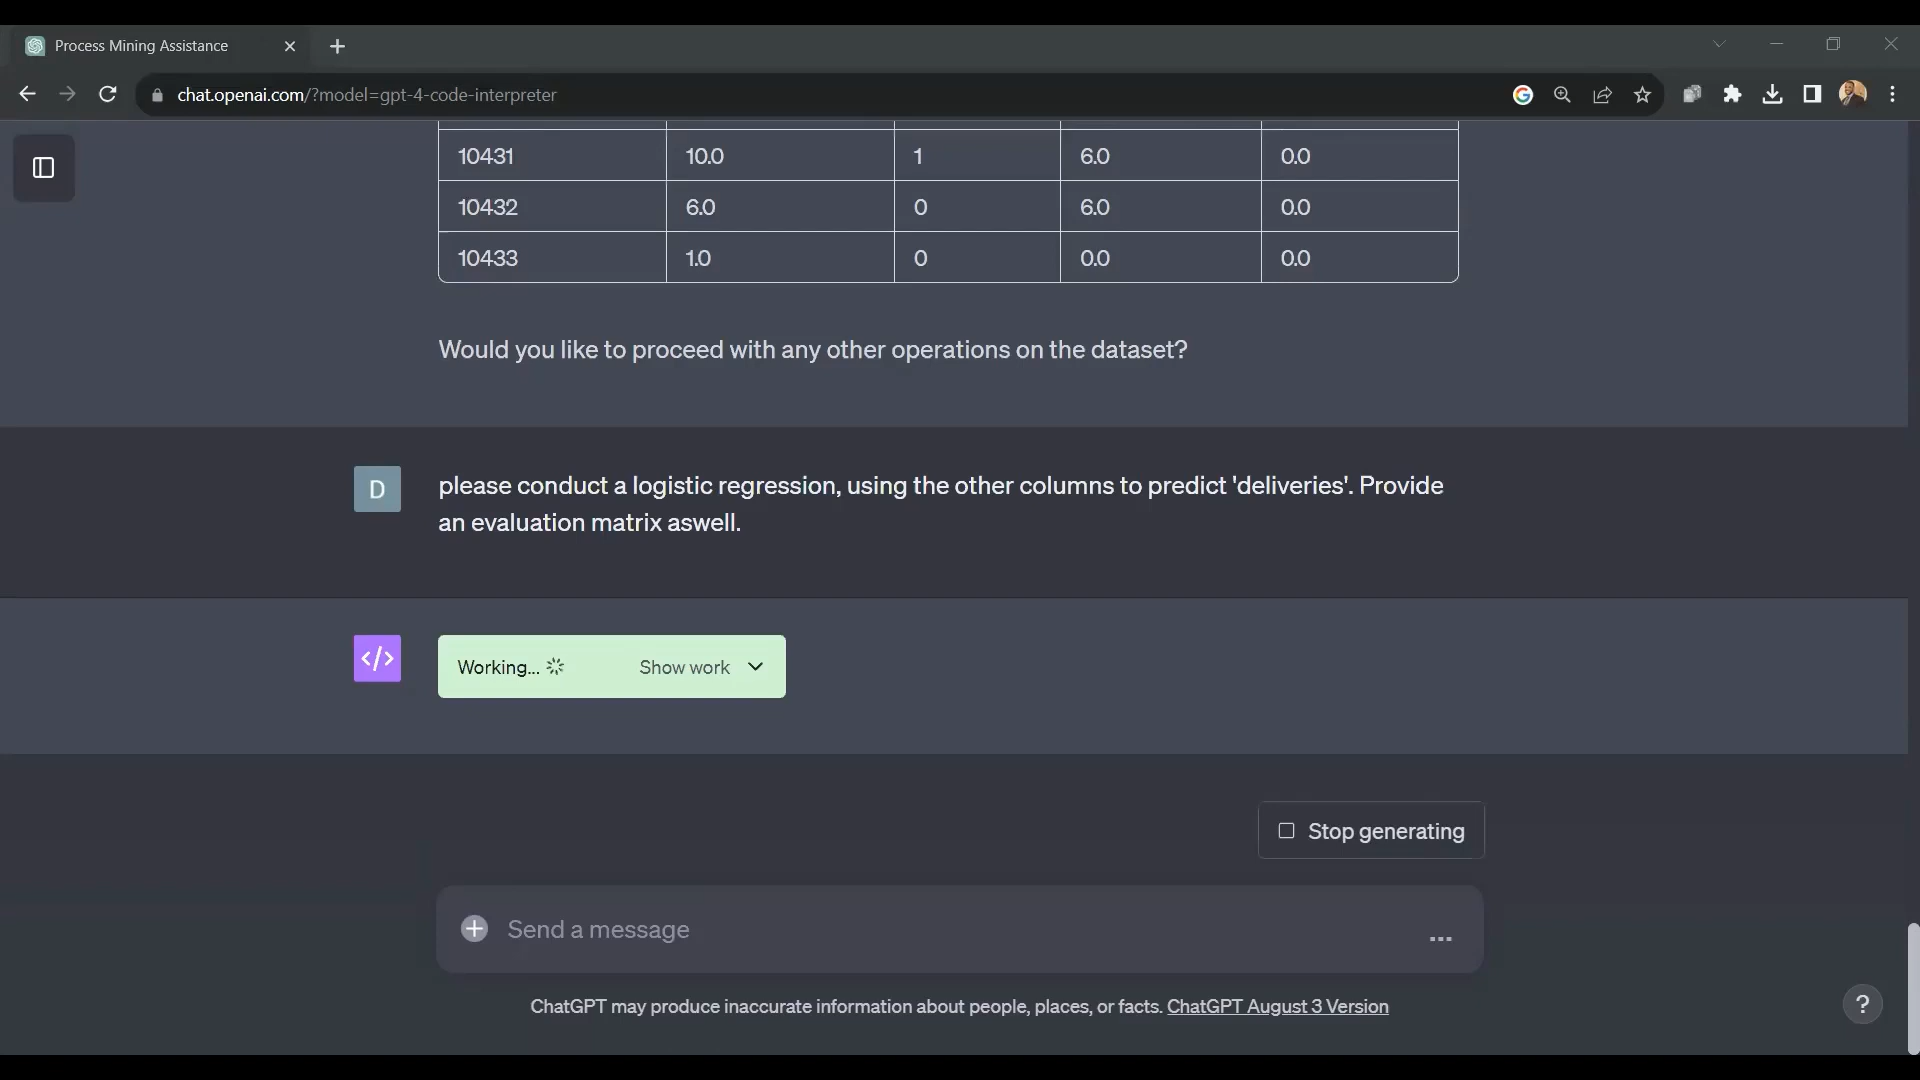 Process Mining Assistance
chat.openai.com/?model=gpt-4-code-interpreter
10431 10.0 1 6.0 0.0
10432 6.0 0 6.0 0.0
10433 1.0 0 0.0 0.0
Would you like to proceed with any other operations on the dataset?
D
please conduct a logistic regression, using the other columns to predict 'deliveries'. Provide
an evaluation matrix aswell.
</>
Working... Show work
Stop generating
Send a message
ChatGPT may produce inaccurate information about people, places, or facts. ChatGPT August 3 Version
?